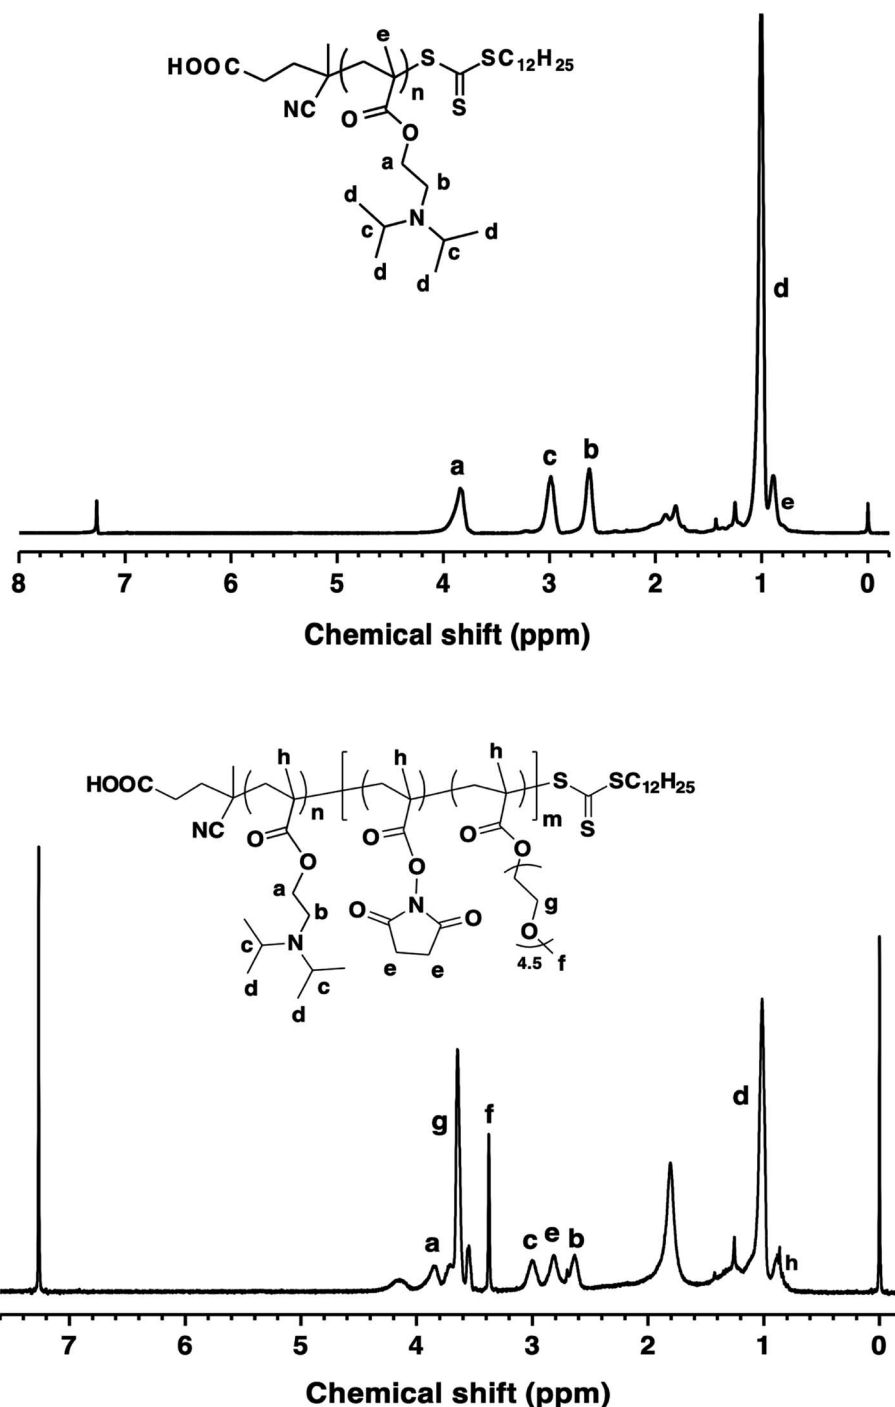 e
HOOC S SC12H25
NC n S
O O
a
b
d N d
c c
d d
d
a c b e
8 7 6 5 4 3 2 1 0
Chemical shift (ppm)
h h h
HOOC S SC12H25
NC n m S
O O O
O O O
a g
b O N O O
c N 4.5 f
d c e e
d
g f d
a c e b h
7 6 5 4 3 2 1 0
Chemical shift (ppm)